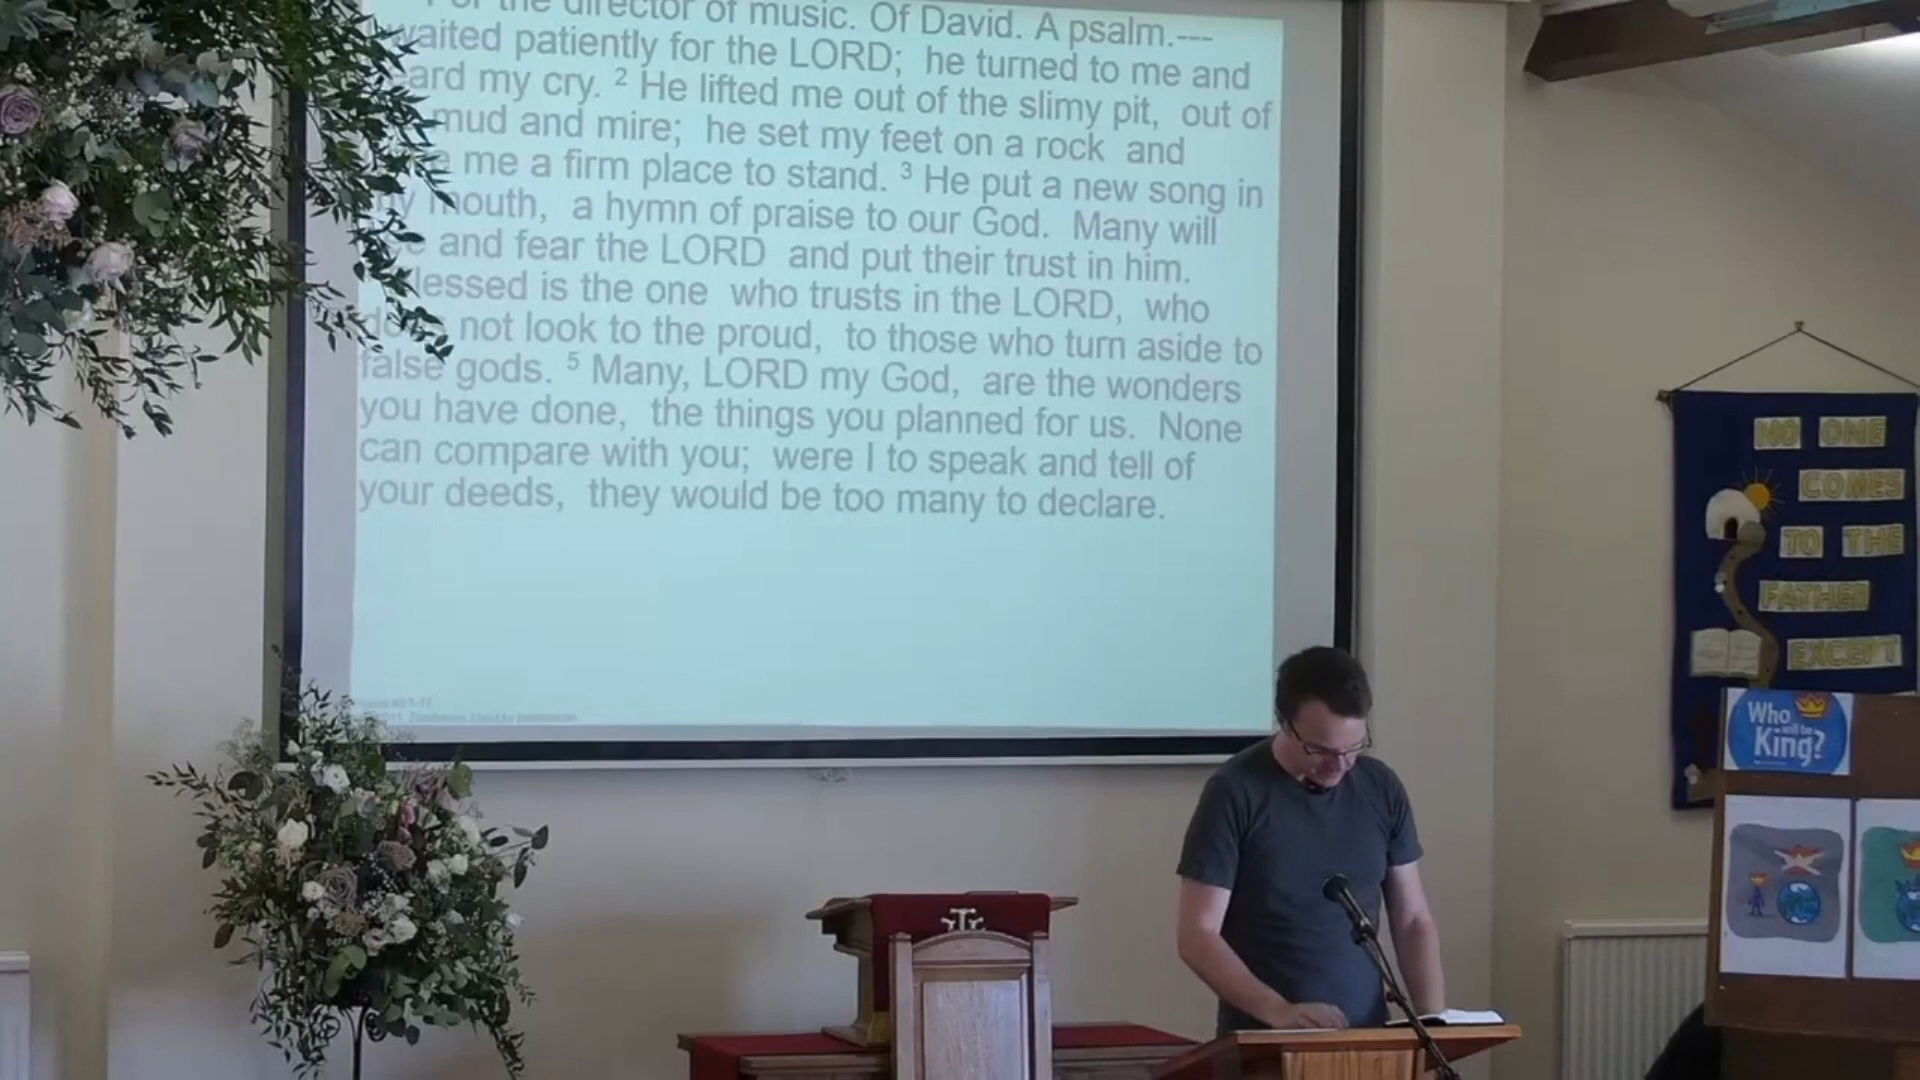 the director of music. Of David. A psalm.---
waited patiently for the LORD; he turned to me and
my cry. 2 He lifted me out of the slimy pit, out of
mud and mire; he set my feet on a rock and
me a firm place to stand. 3 He put a new song in
mouth, a hymn of praise to our God. Many will
and fear the LORD and put their trust in him.
lessed is the one who trusts in the LORD, who
not look to the proud, to those who turn aside to
false gods. 5 Many, LORD my God, are the wonders
you have done, the things you planned for us. None
can compare with you; were I to speak and tell of
your deeds, they would be too many to declare.
NO ONE
COMES
TO THE
FATHER
EXCEPT
Who
will be
King?